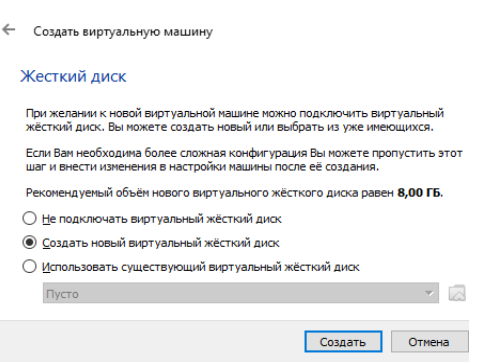 Создать виртуальную машину
Жесткий диск
При желании к новой виртуальной машине можно подключить виртуальный
жёсткий диск. Вы можете создать новый или выбрать из уже имеющихся.
Если Вам необходима более сложная конфигурация Вы можете пропустить этот
шаг и внести изменения в настройки машины после её создания.
Рекомендуемый объём нового виртуального жёсткого диска равен 8,00 ГБ.
Не подключать виртуальный жёсткий диск
Создать новый виртуальный жёсткий диск
Использовать существующий виртуальный жёсткий диск
Пусто
Создать Отмена